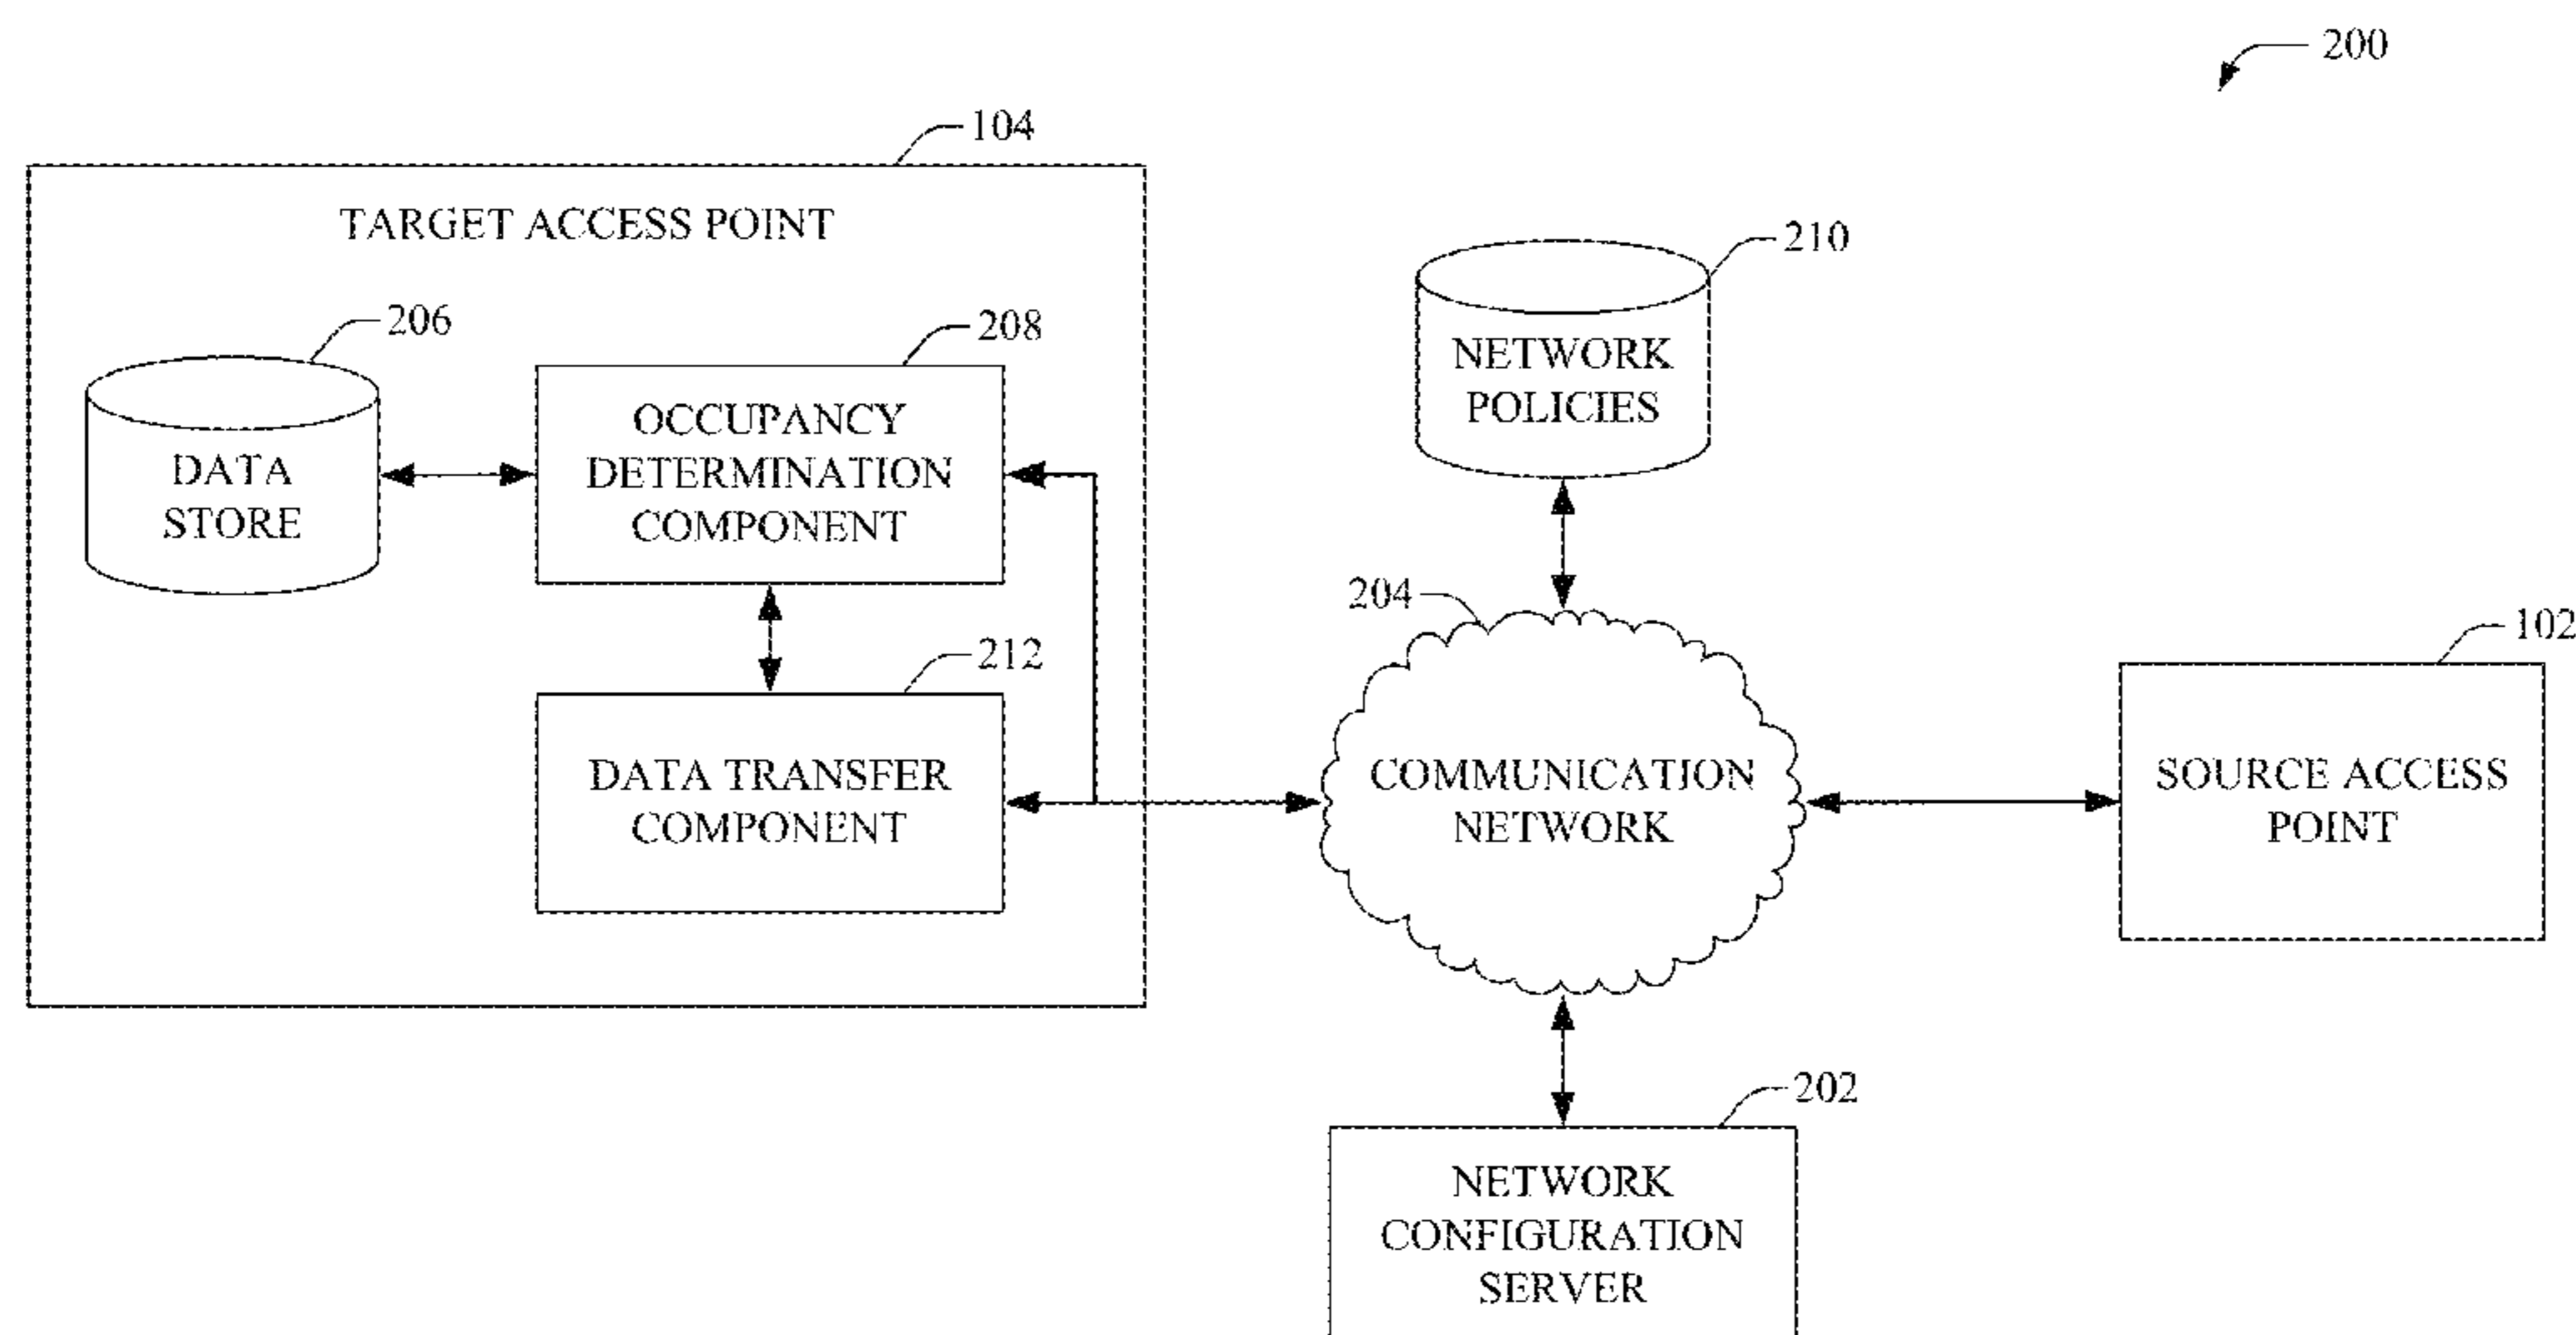 200
104
TARGET ACCESS POINT
210
206
208
NETWORK
POLICIES
OCCUPANCY
DETERMINATION
COMPONENT
DATA
STORE
204
102
212
DATA TRANSFER
COMPONENT
COMMUNICATION
NETWORK
SOURCE ACCESS
POINT
202
NETWORK
CONFIGURATION
SERVER